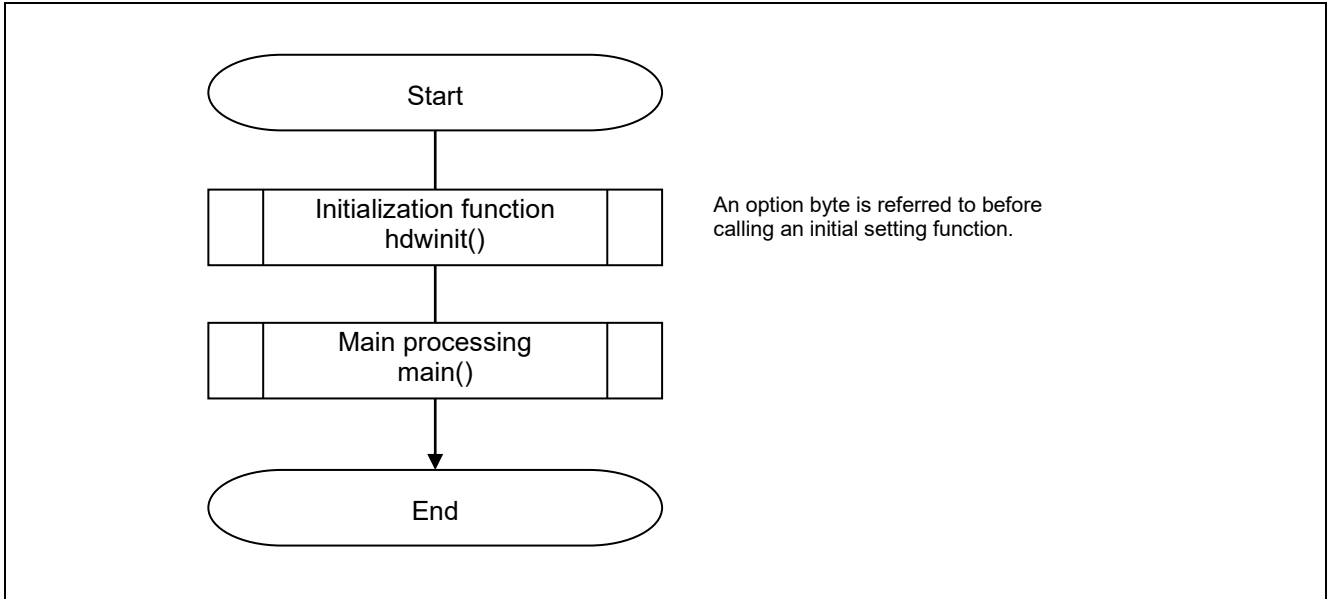 Start
Initialization function
hdwinit()
An option byte is referred to before
calling an initial setting function.
Main processing
main()
End